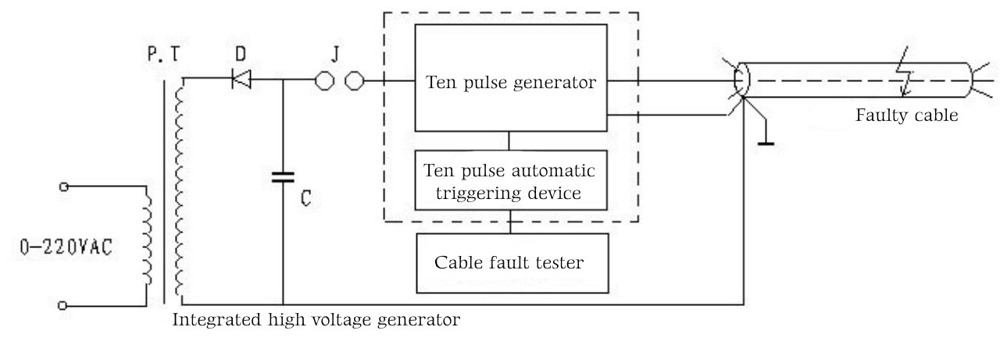 P.T
D
J
Ten pulse generator
Faulty cable
Ten pulse automatic
triggering device
C
0-220VAC
Cable fault tester
Integrated high voltage generator